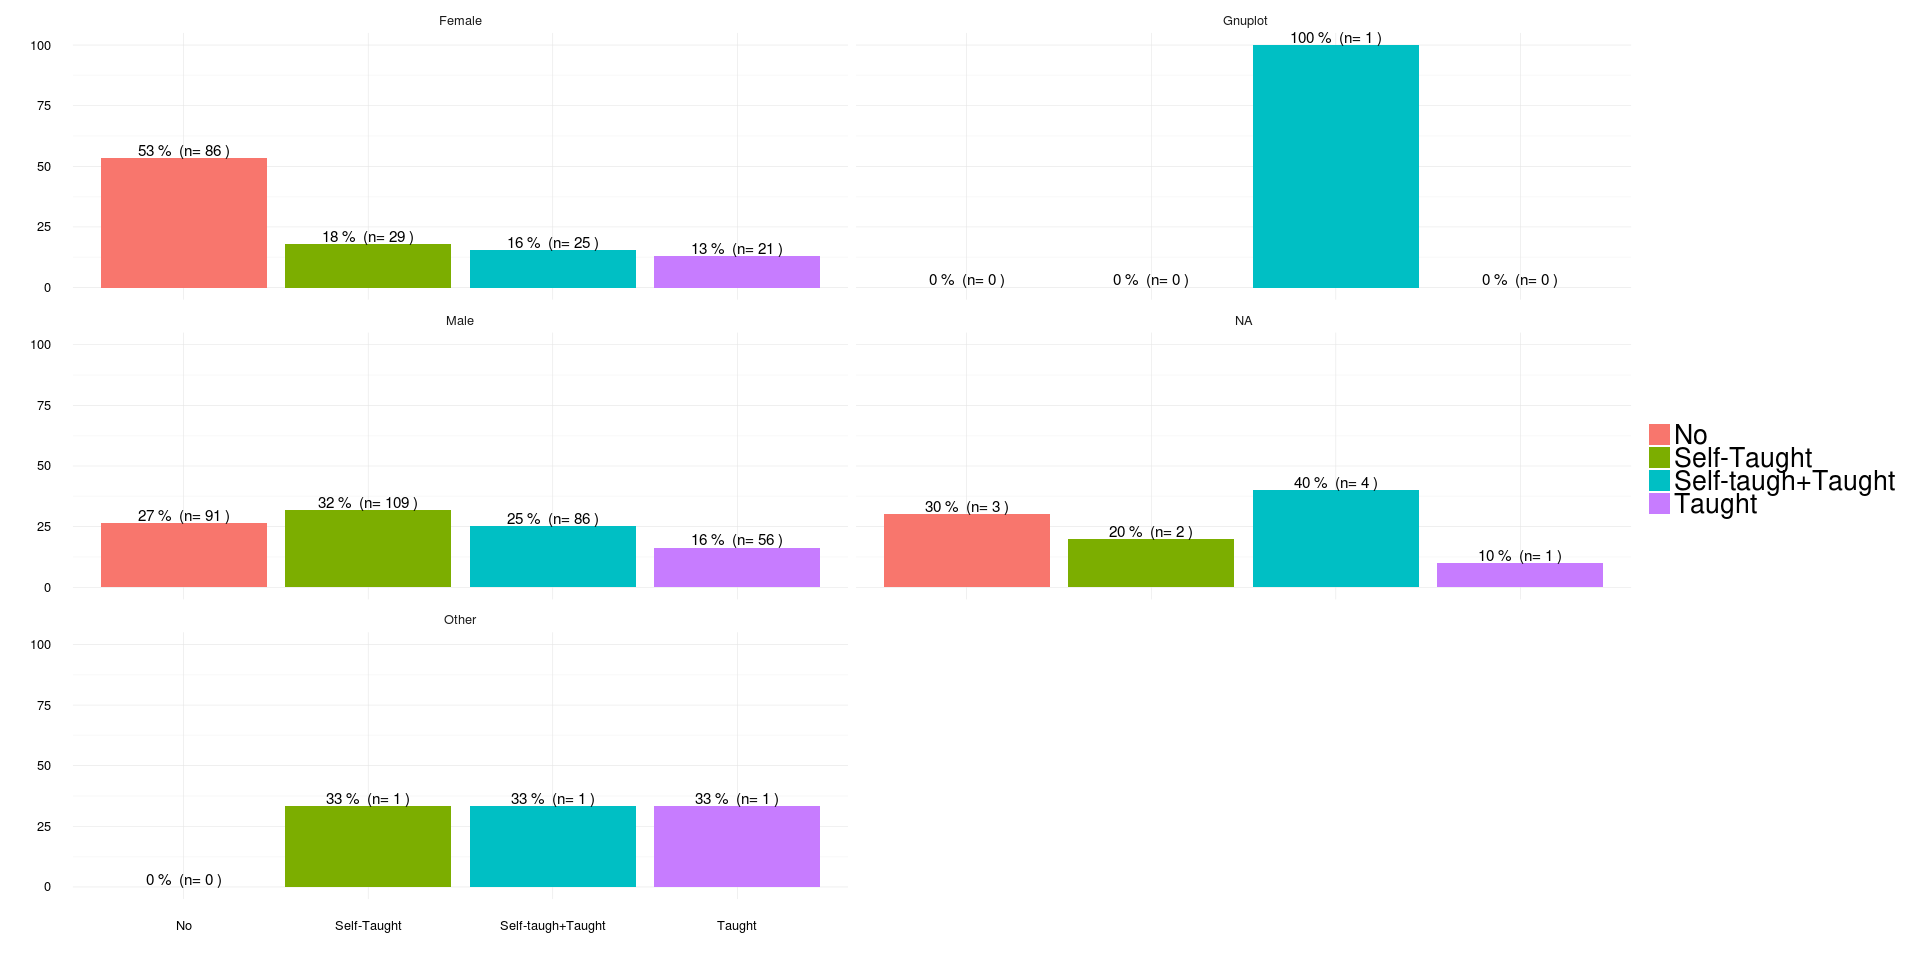 Female
Gnuplot
100
75
50
25
0
53 % (n= 86 )
18 % (n= 29 )
16 % (n= 25 )
13 % (n= 21 )
0 % (n= 0 )
0 % (n= 0 )
100 % (n= 1 )
0 % (n= 0 )
Male
NA
100
75
50
25
0
27 % (n= 91 )
32 % (n= 109 )
25 % (n= 86 )
16 % (n= 56 )
30 % (n= 3 )
20 % (n= 2 )
40 % (n= 4 )
10 % (n= 1 )
Other
100
75
50
25
0
0 % (n= 0 )
33 % (n= 1 )
33 % (n= 1 )
33 % (n= 1 )
No
Self-Taught
Self-taugh+Taught
Taught
No
Self-Taught
Self-taugh+Taught
Taught